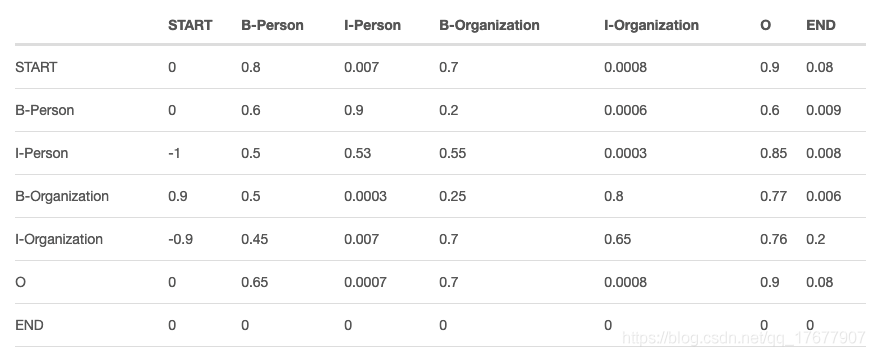 START B-Person I-Person B-Organization I-Organization O END
START 0 0.8 0.007 0.7 0.0008 0.9 0.08
B-Person 0 0.6 0.9 0.2 0.0006 0.6 0.009
I-Person -1 0.5 0.53 0.55 0.0003 0.85 0.008
B-Organization 0.9 0.5 0.0003 0.25 0.8 0.77 0.006
I-Organization -0.9 0.45 0.007 0.7 0.65 0.76 0.2
O 0 0.65 0.0007 0.7 0.0008 0.9 0.08
END 0 0 0 0 0 0 0
https://blog.csdn.net/qq_17677907